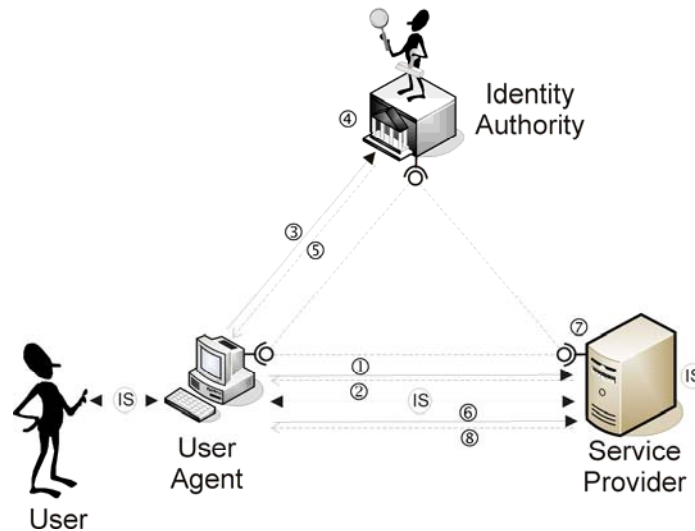 Identity
Authority
④
③
⑤
⑦
①
②
IS
IS
IS
⑥
⑧
User
Agent
Service
Provider
User